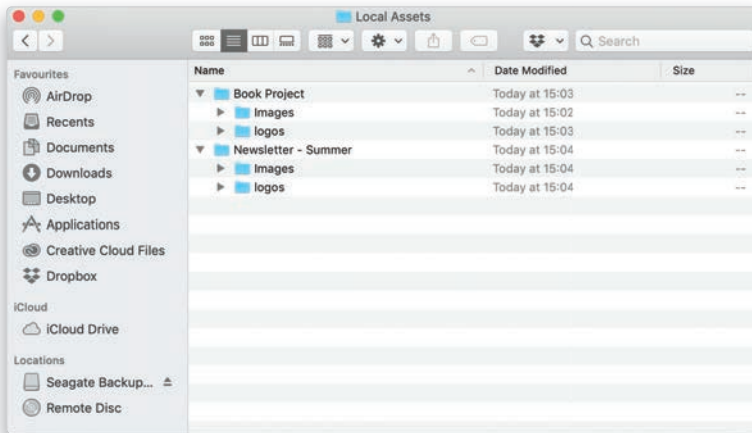 Local Assets
Search
Favourites
AirDrop
Recents
Documents
Downloads
Desktop
Applications
Creative Cloud Files
Dropbox
iCloud
iCloud Drive
Locations
Seagate Backup...
Remote Disc
Name Date Modified Size
Book Project Today at 15:03 --
Images Today at 15:02 --
logos Today at 15:03 --
Newsletter - Summer Today at 15:04 --
Images Today at 15:04 --
logos Today at 15:04 --